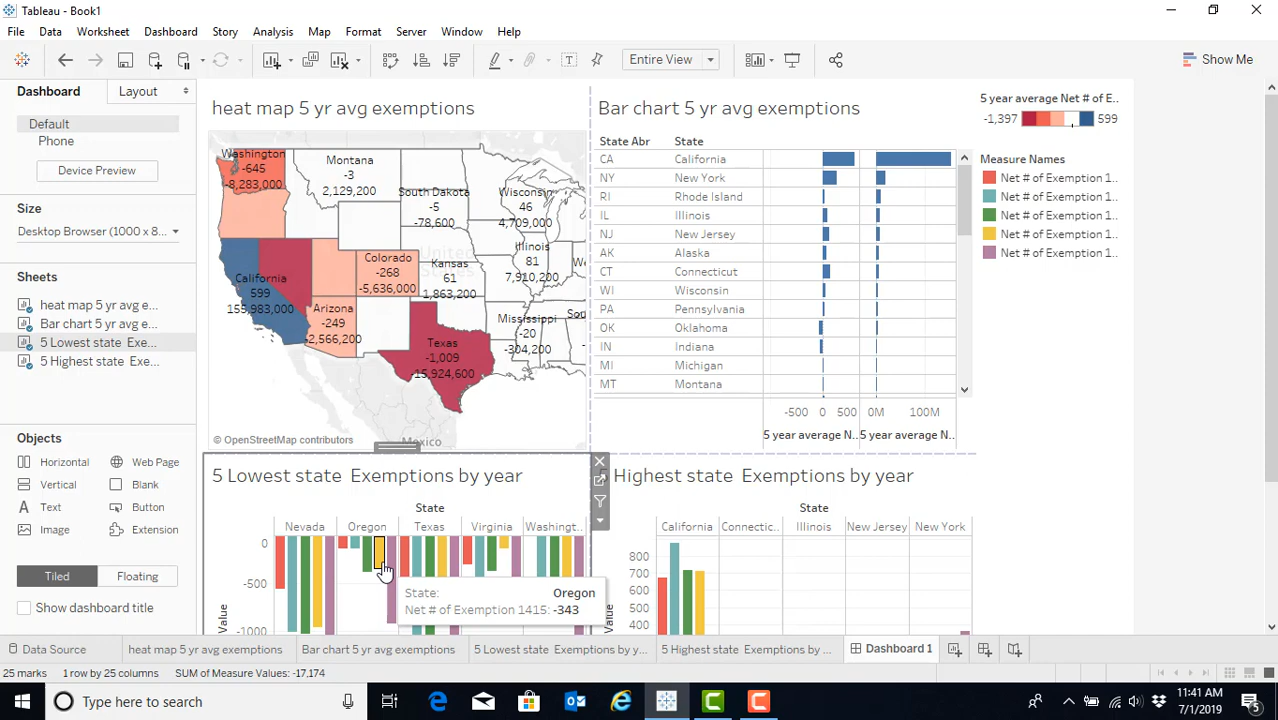 Tableau - Book1
File Data Worksheet Dashboard Story Analysis Map Format Server Window Help
Entire View
Show Me
Dashboard Layout
Default
Phone
Device Preview
Size
Desktop Browser (1000 x 8...
Sheets
heat map 5 yr avg e...
Bar chart 5 yr avg e...
5 Lowest state Exe...
5 Highest state Exe...
Objects
Horizontal Web Page
Vertical Blank
Text Button
Image Extension
Tiled Floating
Show dashboard title
heat map 5 yr avg exemptions
Washington
-645
-8,283,000
Montana
-3
2,129,200
South Dakota
-5
-78,600
Wisconsin
46
4,709,000
Illinois
81
7,910,200
Colorado
-268
-5,636,000
Kansas
61
1,863,200
California
599
155,983,000
Arizona
-249
-2,566,200
Mississippi
-20
-304,200
Texas
-1,009
-15,924,600
United
Mexico
© OpenStreetMap contributors
Bar chart 5 yr avg exemptions
State Abr State
CA California
NY New York
RI Rhode Island
IL Illinois
NJ New Jersey
AK Alaska
CT Connecticut
WI Wisconsin
PA Pennsylvania
OK Oklahoma
IN Indiana
MI Michigan
MT Montana
-500 0 500 0M 100M
5 year average N.. 5 year average N..
5 year average Net # of E..
-1,397 599
Measure Names
Net # of Exemption 1...
Net # of Exemption 1...
Net # of Exemption 1...
Net # of Exemption 1...
Net # of Exemption 1...
5 Lowest state Exemptions by year
State
Nevada Oregon Texas Virginia Washingt..
0
-500
-1000
Value
State: Oregon
Net # of Exemption 1415: -343
5 Highest state Exemptions by year
State
California Connectic.. Illinois New Jersey New York
800
700
600
500
400
Value
Data Source heat map 5 yr avg exemptions Bar chart 5 yr avg exemptions 5 Lowest state Exemptions by y... 5 Highest state Exemptions by ... Dashboard 1
25 marks 1 row by 25 columns SUM of Measure Values: -17.174
Type here to search
11:41 AM
7/1/2019
5